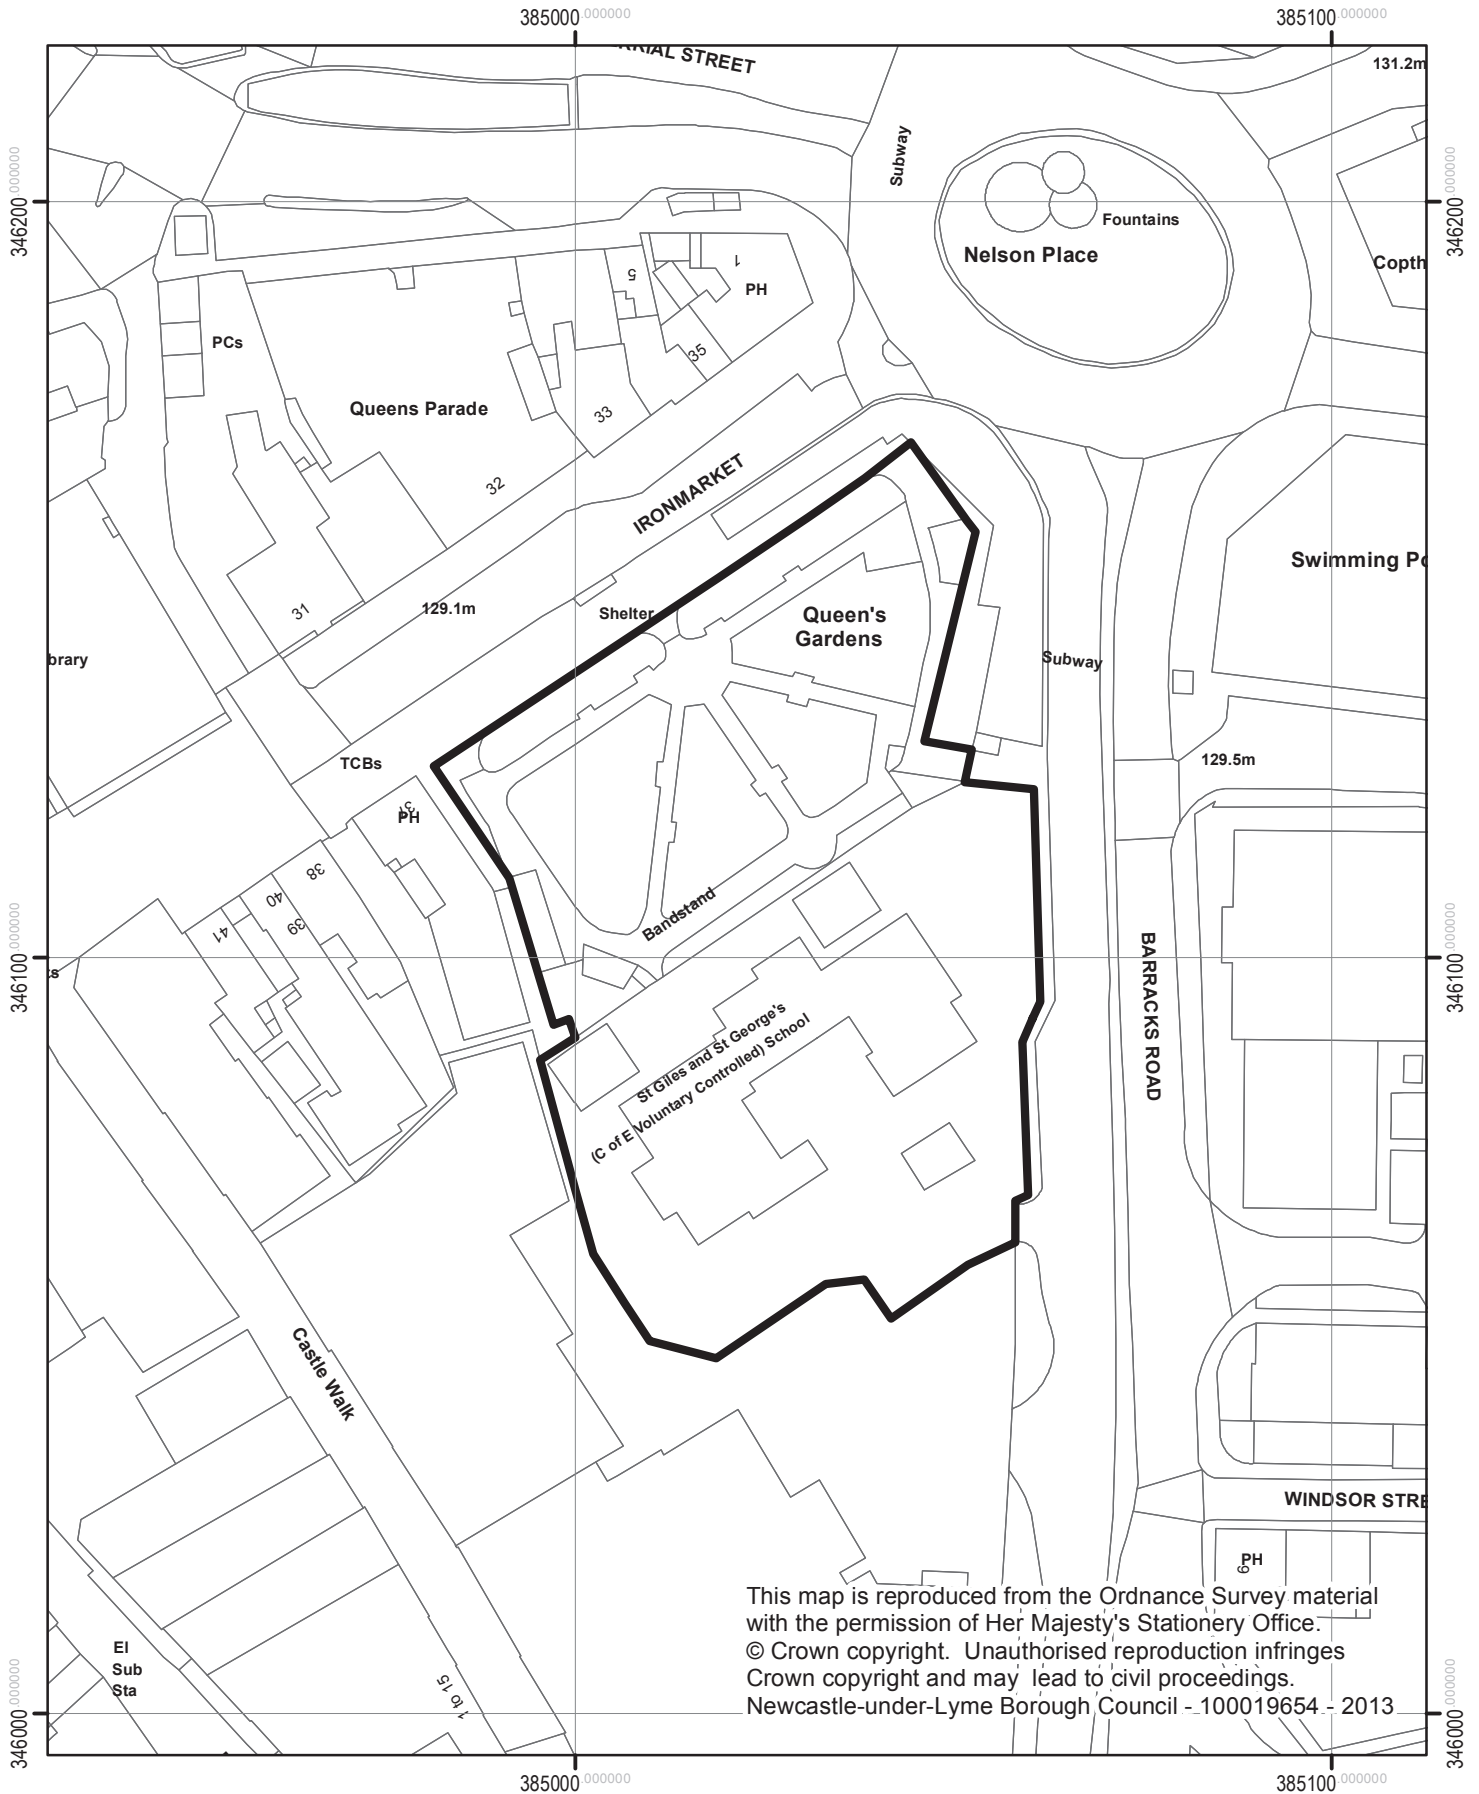 385000.000000
385100.000000
RIAL STREET
131.2m
Subway
346200.000000
346200.000000
Fountains
Nelson Place
Copth
5
1
PH
PCs
35
Queens Parade
33
IRONMARKET
32
Swimming Po
31
129.1m
Shelter
Queen's
Gardens
brary
Subway
TCBs
129.5m
37
PH
38
40
39
41
Bandstand
346100.000000
346100.000000
ts
BARRACKS ROAD
St Giles and St George's
(C of E Voluntary Controlled) School
Castle Walk
WINDSOR STRE
PH
9
This map is reproduced from the Ordnance Survey material
with the permission of Her Majesty's Stationery Office.
© Crown copyright. Unauthorised reproduction infringes
Crown copyright and may lead to civil proceedings.
Newcastle-under-Lyme Borough Council - 100019654 - 2013
El
Sub
Sta
1 to 15
346000.000000
346000.000000
385000.000000
385100.000000